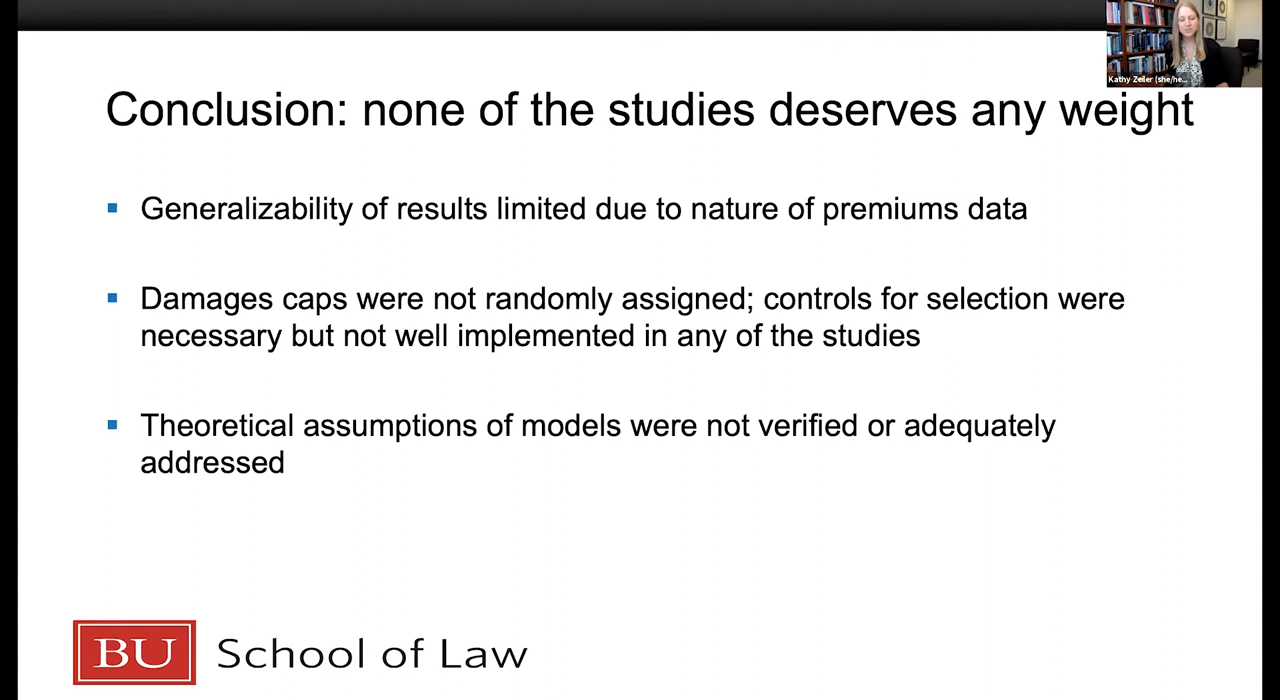 Kathy Zeiler (she/he...
Conclusion: none of the studies deserves any weight
Generalizability of results limited due to nature of premiums data
Damages caps were not randomly assigned; controls for selection were
necessary but not well implemented in any of the studies
Theoretical assumptions of models were not verified or adequately
addressed
BU School of Law